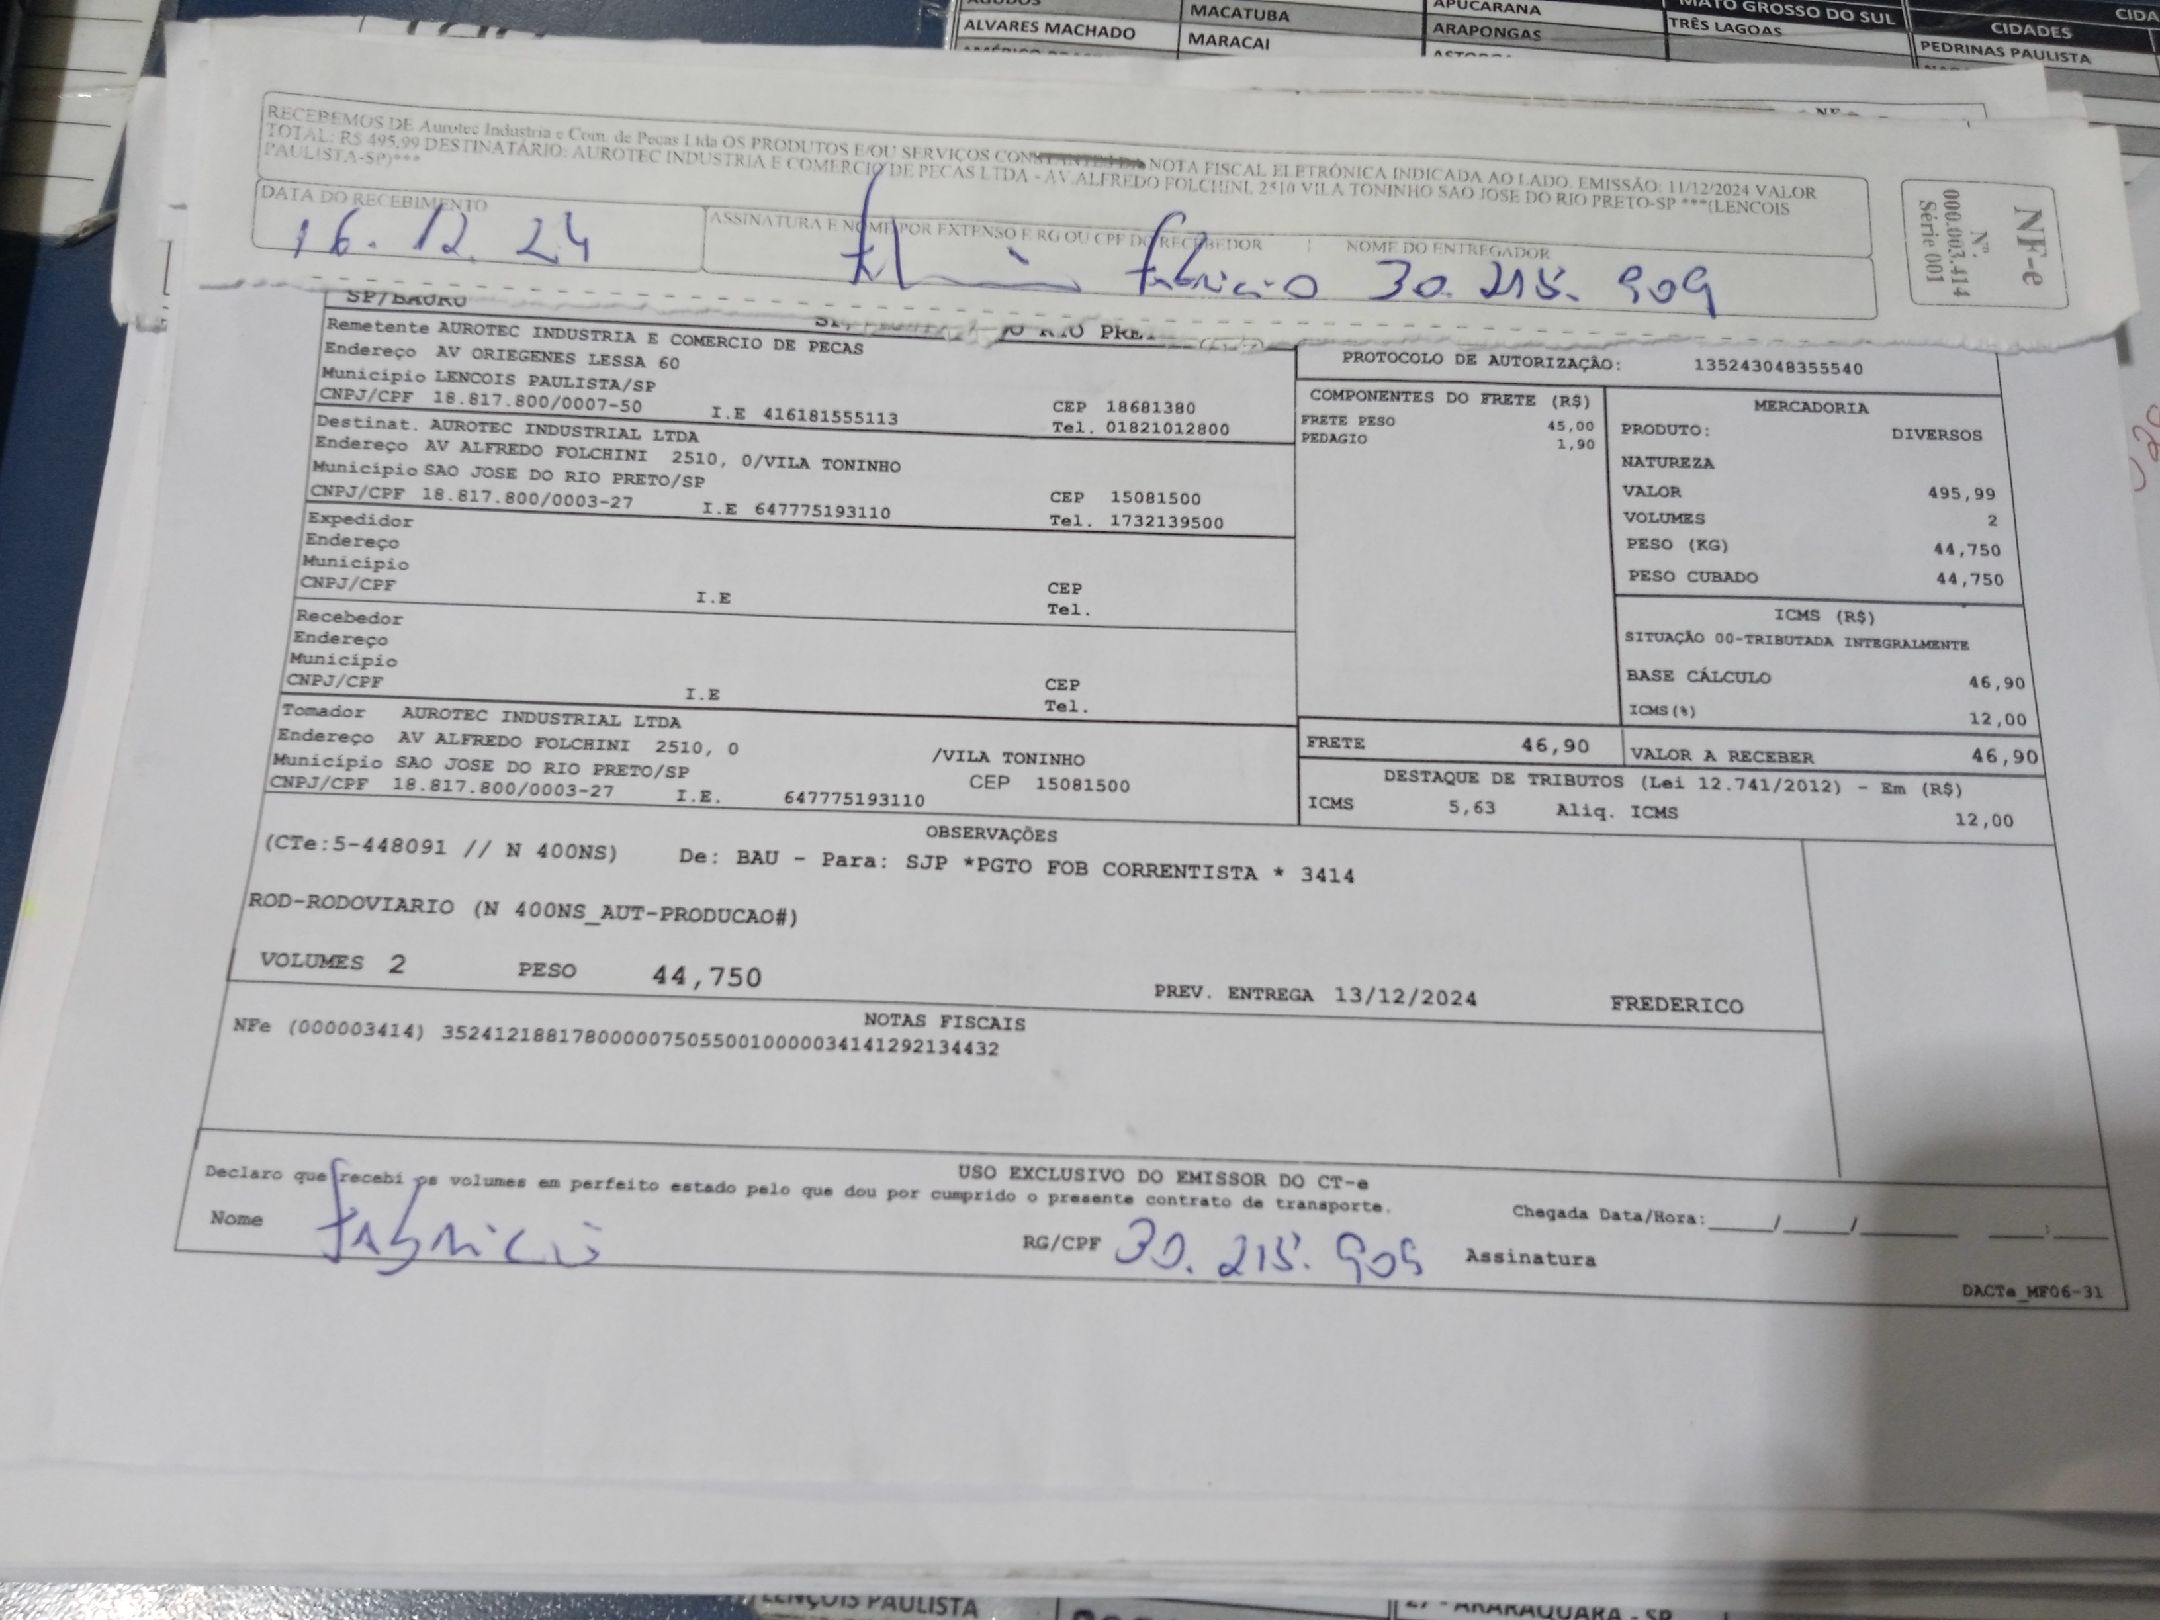 MACATUBA
APUCARANA
MATO GROSSO DO SUL
ALVARES MACHADO
MARACAI
ARAPONGAS
TRÊS LAGOAS
CIDADES
PEDRINAS PAULISTA
RECEBEMOS DE Aurotec Industria e Com. de Pecas Ltda OS PRODUTOS E/OU SERVIÇOS CONSTANTES DA NOTA FISCAL ELETRÔNICA INDICADA AO LADO. EMISSÃO: 11/12/2024 VALOR
TOTAL: R$ 495,99 DESTINATÁRIO: AUROTEC INDUSTRIA E COMERCIO DE PECAS LTDA - AV.ALFREDO FOLCHINI, 2510 VILA TONINHO SAO JOSE DO RIO PRETO-SP ***(LENCOIS
PAULISTA-SP)***
DATA DO RECEBIMENTO
16.12.24
ASSINATURA E NOME POR EXTENSO E RG OU CPF DO RECEBEDOR | NOME DO ENTREGADOR
fabricio 30.215.909
NF-e
Nº
000.003.414
Série 001
SP/BAURU
Remetente AUROTEC INDUSTRIA E COMERCIO DE PECAS
Endereço AV ORIEGENES LESSA 60
Município LENCOIS PAULISTA/SP
CEP 18681380
CNPJ/CPF 18.817.800/0007-50 I.E 416181555113 Tel. 01821012800
Destinat. AUROTEC INDUSTRIAL LTDA
Endereço AV ALFREDO FOLCHINI 2510, 0/VILA TONINHO
Município SAO JOSE DO RIO PRETO/SP
CEP 15081500
CNPJ/CPF 18.817.800/0003-27 I.E 647775193110 Tel. 1732139500
Expedidor
Endereço
Município
CEP
CNPJ/CPF I.E Tel.
Recebedor
Endereço
Município
CEP
CNPJ/CPF I.E Tel.
Tomador AUROTEC INDUSTRIAL LTDA
Endereço AV ALFREDO FOLCHINI 2510, 0 /VILA TONINHO
Município SAO JOSE DO RIO PRETO/SP CEP 15081500
CNPJ/CPF 18.817.800/0003-27 I.E. 647775193110
PROTOCOLO DE AUTORIZAÇÃO: 135243048355540
COMPONENTES DO FRETE (R$)
FRETE PESO 45,00
PEDAGIO 1,90
MERCADORIA
PRODUTO: DIVERSOS
NATUREZA
VALOR 495,99
VOLUMES 2
PESO (KG) 44,750
PESO CUBADO 44,750
ICMS (R$)
SITUAÇÃO 00-TRIBUTADA INTEGRALMENTE
BASE CÁLCULO 46,90
ICMS(%) 12,00
FRETE 46,90
VALOR A RECEBER 46,90
DESTAQUE DE TRIBUTOS (Lei 12.741/2012) - Em (R$)
ICMS 5,63 Aliq. ICMS 12,00
OBSERVAÇÕES
(CTe:5-448091 // N 400NS) De: BAU - Para: SJP *PGTO FOB CORRENTISTA * 3414
ROD-RODOVIARIO (N 400NS_AUT-PRODUCAO#)
VOLUMES 2 PESO 44,750 PREV. ENTREGA 13/12/2024 FREDERICO
NOTAS FISCAIS
NFe (000003414) 35241218817800000750550010000034141292134432
USO EXCLUSIVO DO EMISSOR DO CT-e
Declaro que recebi os volumes em perfeito estado pelo que dou por cumprido o presente contrato de transporte.
Chegada Data/Hora:_____/_____/_______ ____:____
Nome fabricio RG/CPF 30.215.909 Assinatura
DACTe_MF06-31
LENÇOIS PAULISTA
27 - ARARAQUARA - SP